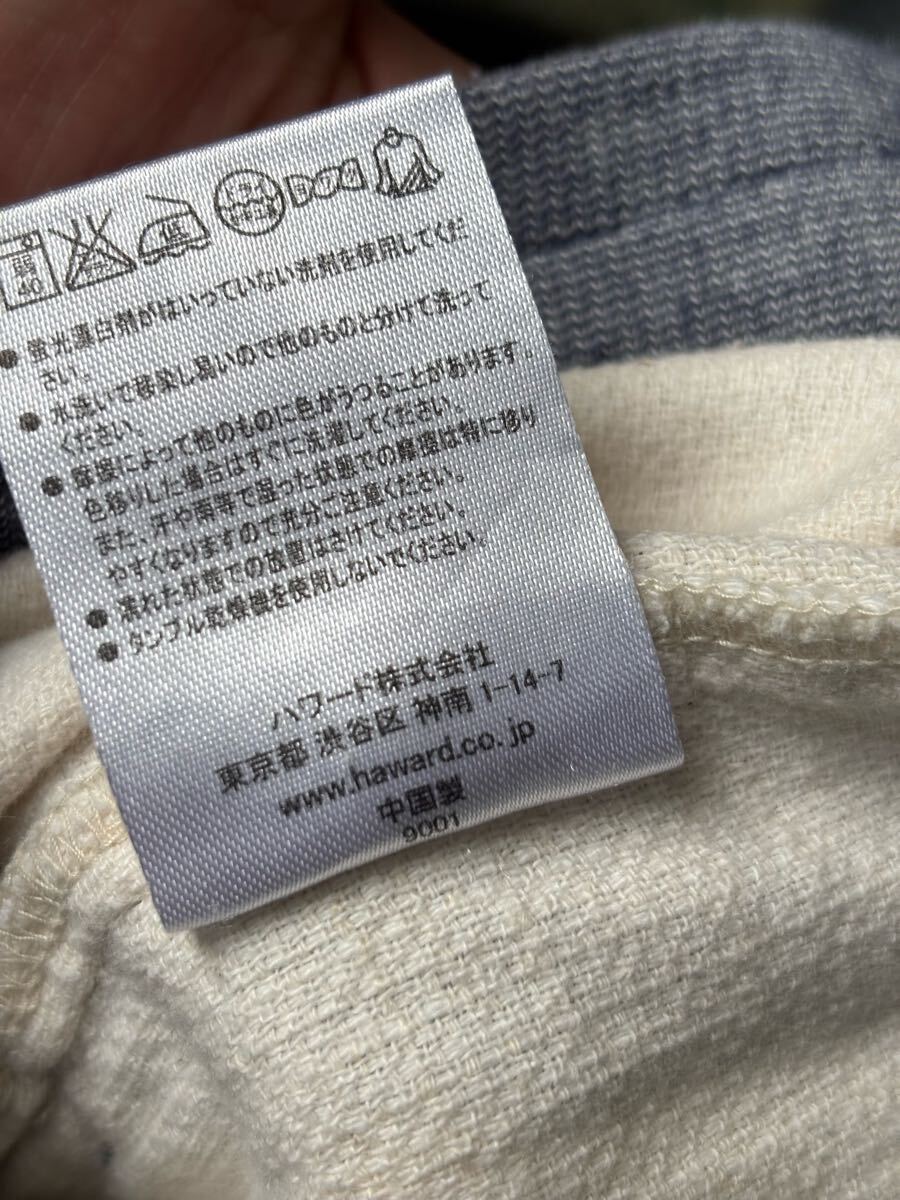 弱
40
● 蛍光漂白剤がはいっていない洗剤を使用してくだ
さい。
● 水洗いで移染し易いので他のものと分けて洗って
ください。
● 摩擦によって他のものに色がうつることがあります。
色移りした場合はすぐに洗濯してください。
また、汗や雨等で湿った状態での摩擦は特に移り
やすくなりますので充分ご注意ください。
● 濡れた状態での放置はさけてください。
● タンブル乾燥機を使用しないでください。
ハワード株式会社
東京都 渋谷区 神南 1-14-7
www.haward.co.jp
中国製
9001